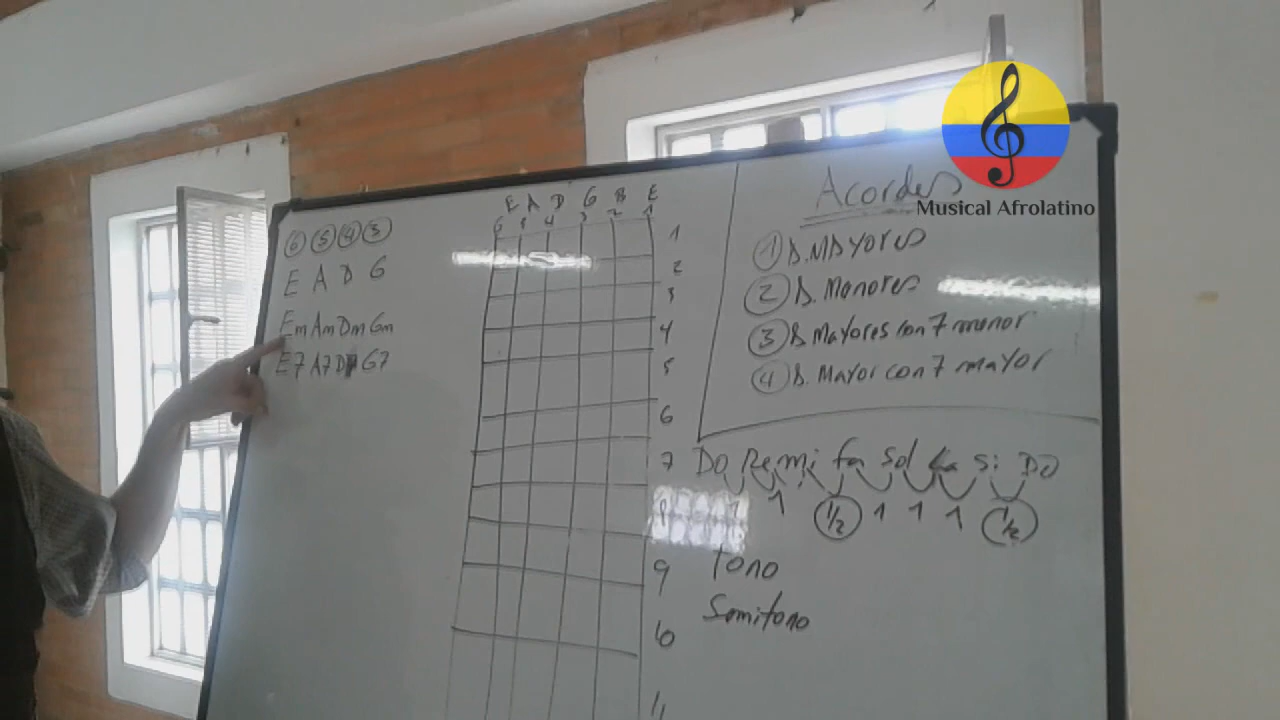 ⑥ ⑤ ④ ③
E A D G
Em Am Dm Gm
E7 A7 D G7
E A D G B E
6 5 4 3 2 1
1
2
3
4
5
6
7
8
9
10
11
Acordes
① A. Mayores
② A. Menores
③ A. Mayores con 7 menor
④ A. Mayor con 7 mayor
Do Re mi fa Sol La si Do
1 1 1/2 1 1 1 1/2
Tono
Semitono
Musical Afrolatino